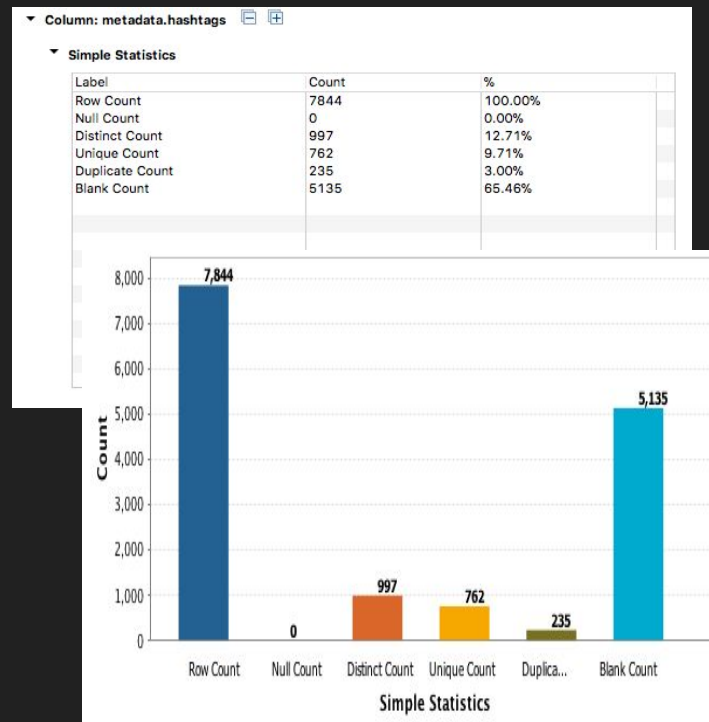 Column: metadata.hashtags
Simple Statistics
Label Count %
Row Count 7844 100.00%
Null Count 0 0.00%
Distinct Count 997 12.71%
Unique Count 762 9.71%
Duplicate Count 235 3.00%
Blank Count 5135 65.46%
8,000
7,000
6,000
5,000
4,000
3,000
2,000
1,000
0
Count
7,844
0
997
762
235
5,135
Row Count Null Count Distinct Count Unique Count Duplica... Blank Count
Simple Statistics